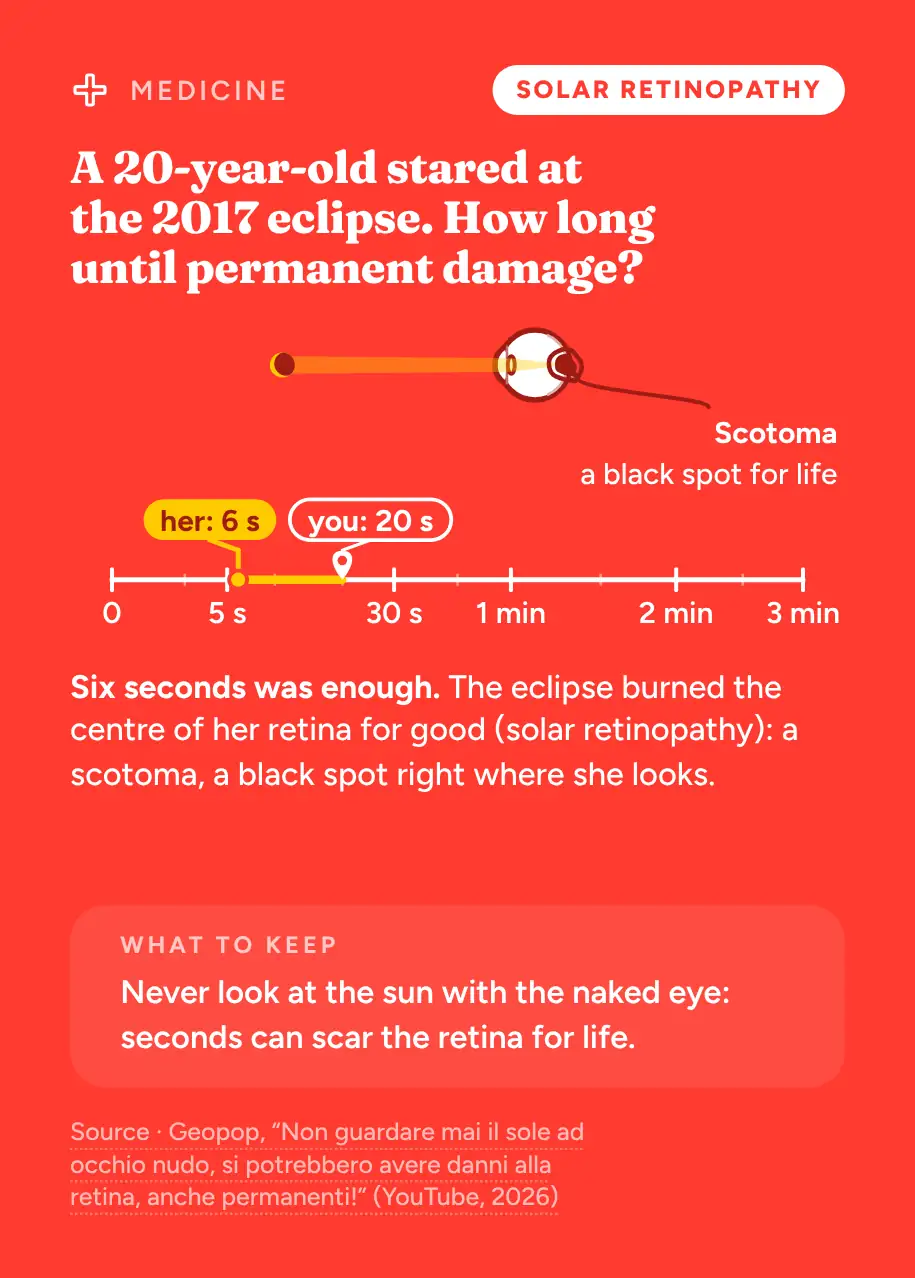 MEDICINE
SOLAR RETINOPATHY
A 20-year-old stared at
the 2017 eclipse. How long
until permanent damage?
Scotoma
a black spot for life
her: 6 s
you: 20 s
0
5 s
30 s
1 min
2 min
3 min
Six seconds was enough. The eclipse burned the
centre of her retina for good (solar retinopathy): a
scotoma, a black spot right where she looks.
WHAT TO KEEP
Never look at the sun with the naked eye:
seconds can scar the retina for life.
Source · Geopop, “Non guardare mai il sole ad
occhio nudo, si potrebbero avere danni alla
retina, anche permanenti!” (YouTube, 2026)